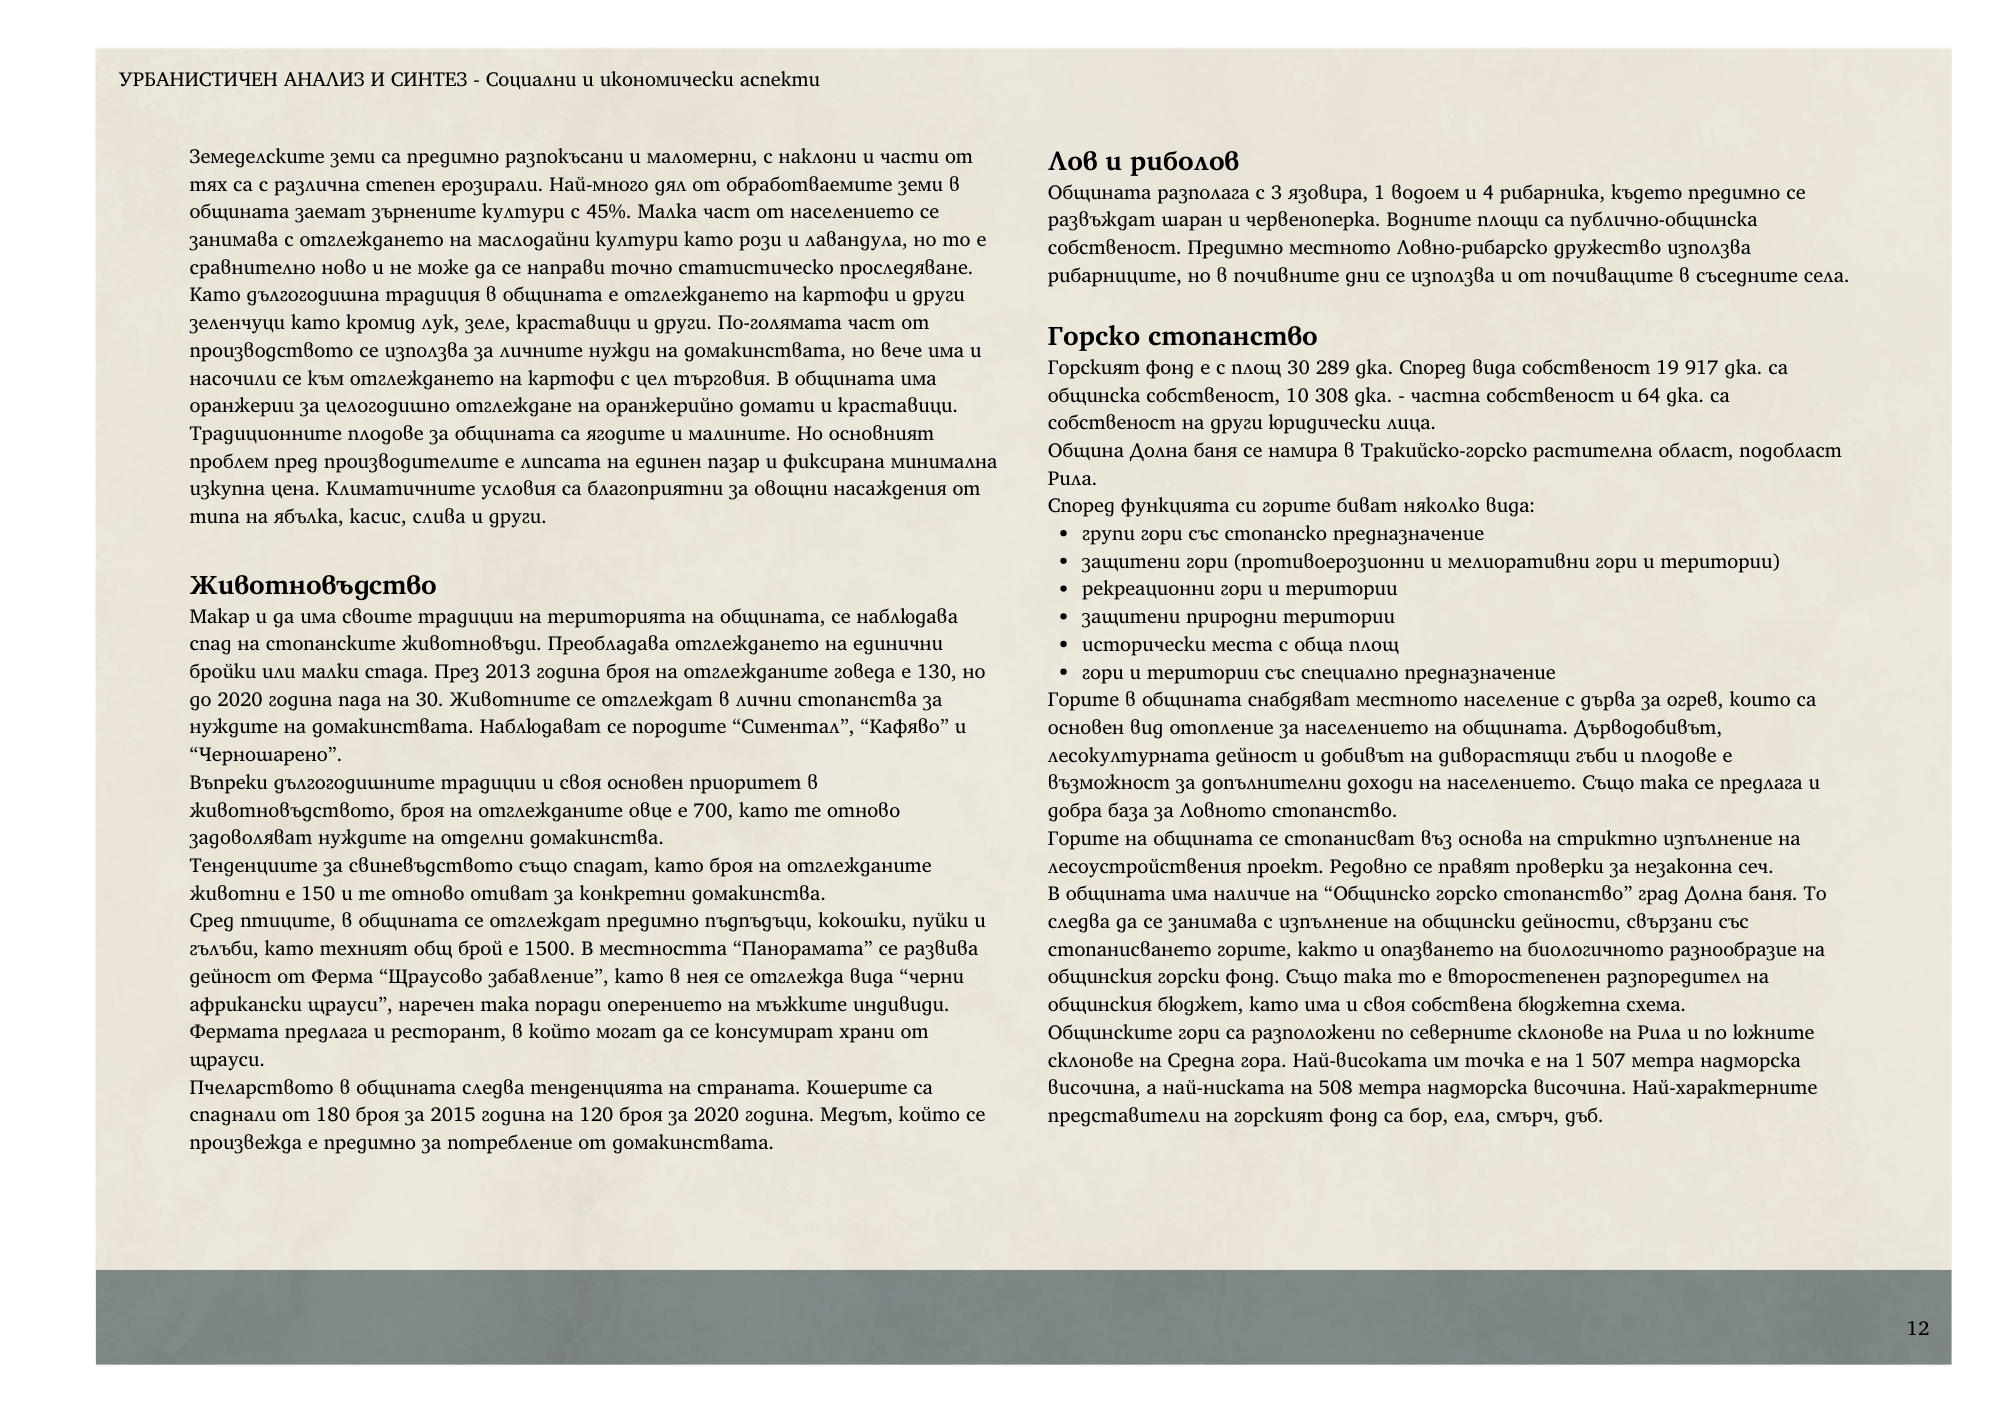 УРБАНИСТИЧЕН АНАЛИЗ И СИНТЕЗ - Социални и икономически аспекти
Земеделските земи са предимно разпокъсани и маломерни, с наклони и части от
тях са с различна степен ерозирали. Най-много дял от обработваемите земи в
общината заемат зърнените култури с 45%. Малка част от населението се
занимава с отглеждането на маслодайни култури като рози и лавандула, но то е
сравнително ново и не може да се направи точно статистическо проследяване.
Като дългогодишна традиция в общината е отглеждането на картофи и други
зеленчуци като кромид лук, зеле, краставици и други. По-голямата част от
производството се използва за личните нужди на домакинствата, но вече има и
насочили се към отглеждането на картофи с цел търговия. В общината има
оранжерии за целогодишно отглеждане на оранжерийно домати и краставици.
Традиционните плодове за общината са ягодите и малините. Но основният
проблем пред производителите е липсата на единен пазар и фиксирана минимална
изкупна цена. Климатичните условия са благоприятни за овощни насаждения от
типа на ябълка, касис, слива и други.
Животновъдство
Макар и да има своите традиции на територията на общината, се наблюдава
спад на стопанските животновъди. Преобладава отглеждането на единични
бройки или малки стада. През 2013 година броя на отглежданите говеда е 130, но
до 2020 година пада на 30. Животните се отглеждат в лични стопанства за
нуждите на домакинствата. Наблюдават се породите “Симентал”, “Кафяво” и
“Черношарено”.
Въпреки дългогодишните традиции и своя основен приоритет в
животновъдството, броя на отглежданите овце е 700, като те отново
задоволяват нуждите на отделни домакинства.
Тенденциите за свиневъдството също спадат, като броя на отглежданите
животни е 150 и те отново отиват за конкретни домакинства.
Сред птиците, в общината се отглеждат предимно пъдпъдъци, кокошки, пуйки и
гълъби, като техният общ брой е 1500. В местността “Панорамата” се развива
дейност от Ферма “Щраусово забавление”, като в нея се отглежда вида “черни
африкански щрауси”, наречен така поради оперението на мъжките индивиди.
Фермата предлага и ресторант, в който могат да се консумират храни от
щрауси.
Пчеларството в общината следва тенденцията на страната. Кошерите са
спаднали от 180 броя за 2015 година на 120 броя за 2020 година. Медът, който се
произвежда е предимно за потребление от домакинствата.
Лов и риболов
Общината разполага с 3 язовира, 1 водоем и 4 рибарника, където предимно се
развъждат шаран и червеноперка. Водните площи са публично-общинска
собственост. Предимно местното Ловно-рибарско дружество използва
рибарниците, но в почивните дни се използва и от почиващите в съседните села.
Горско стопанство
Горският фонд е с площ 30 289 дка. Според вида собственост 19 917 дка. са
общинска собственост, 10 308 дка. - частна собственост и 64 дка. са
собственост на други юридически лица.
Община Долна баня се намира в Тракийско-горско растителна област, подобласт
Рила.
Според функцията си горите биват няколко вида:
• групи гори със стопанско предназначение
• защитени гори (противоерозионни и мелиоративни гори и територии)
• рекреационни гори и територии
• защитени природни територии
• исторически места с обща площ
• гори и територии със специално предназначение
Горите в общината снабдяват местното население с дърва за огрев, които са
основен вид отопление за населението на общината. Дърводобивът,
лесокултурната дейност и добивът на диворастящи гъби и плодове е
възможност за допълнителни доходи на населението. Също така се предлага и
добра база за Ловното стопанство.
Горите на общината се стопанисват въз основа на стриктно изпълнение на
лесоустройствения проект. Редовно се правят проверки за незаконна сеч.
В общината има наличие на “Общинско горско стопанство” град Долна баня. То
следва да се занимава с изпълнение на общински дейности, свързани със
стопанисването горите, както и опазването на биологичното разнообразие на
общинския горски фонд. Също така то е второстепенен разпоредител на
общинския бюджет, като има и своя собствена бюджетна схема.
Общинските гори са разположени по северните склонове на Рила и по южните
склонове на Средна гора. Най-високата им точка е на 1 507 метра надморска
височина, а най-ниската на 508 метра надморска височина. Най-характерните
представители на горският фонд са бор, ела, смърч, дъб.
12